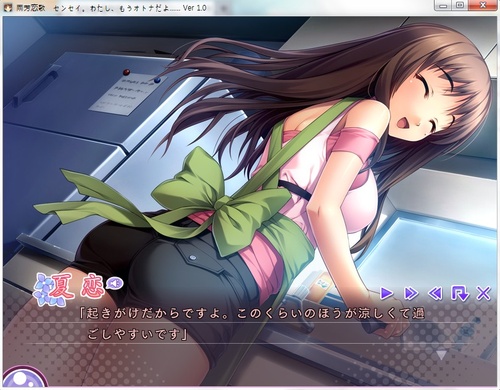 雨芳恋歌 センセイ。わたし、もうオトナだよ…… Ver 1.0
夏恋
「起きがけだからですよ。このくらいのほうが涼しくて過
ごしやすいです」